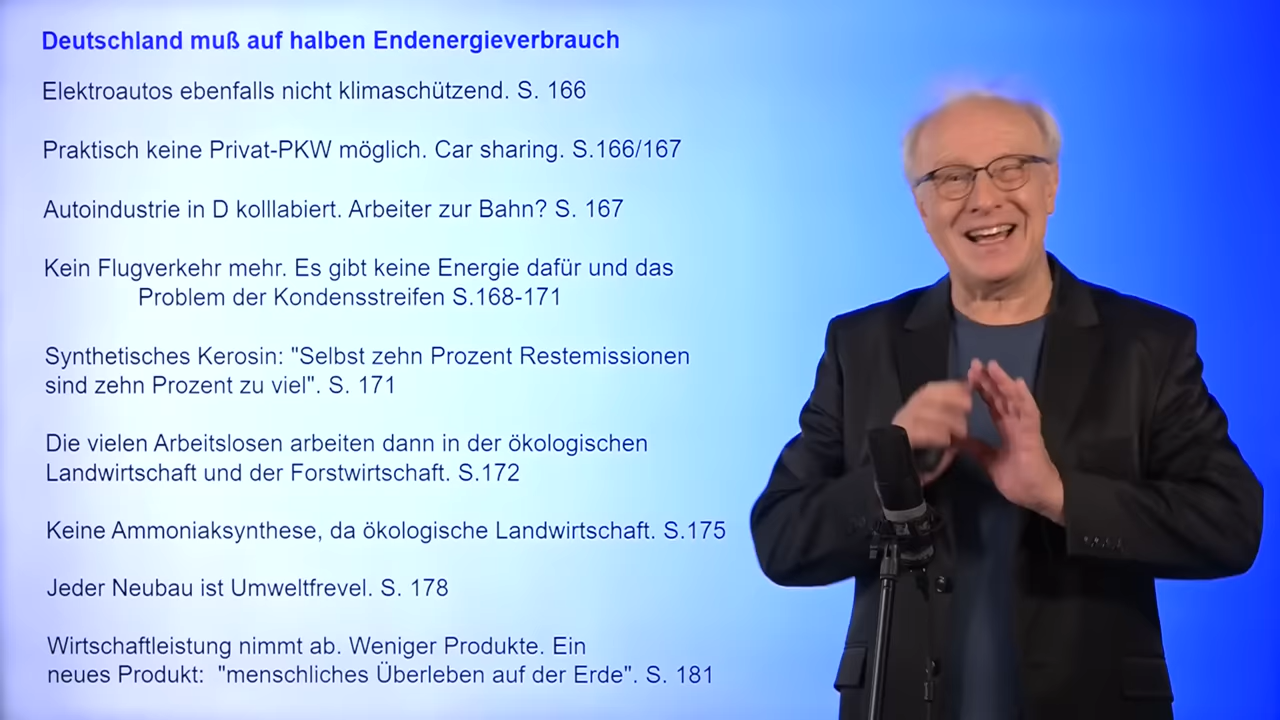 Deutschland muß auf halben Endenergieverbrauch
Elektroautos ebenfalls nicht klimaschützend. S. 166
Praktisch keine Privat-PKW möglich. Car sharing. S.166/167
Autoindustrie in D kolllabiert. Arbeiter zur Bahn? S. 167
Kein Flugverkehr mehr. Es gibt keine Energie dafür und das
Problem der Kondensstreifen S.168-171
Synthetisches Kerosin: "Selbst zehn Prozent Restemissionen
sind zehn Prozent zu viel". S. 171
Die vielen Arbeitslosen arbeiten dann in der ökologischen
Landwirtschaft und der Forstwirtschaft. S.172
Keine Ammoniaksynthese, da ökologische Landwirtschaft. S.175
Jeder Neubau ist Umweltfrevel. S. 178
Wirtschaftleistung nimmt ab. Weniger Produkte. Ein
neues Produkt: "menschliches Überleben auf der Erde". S. 181